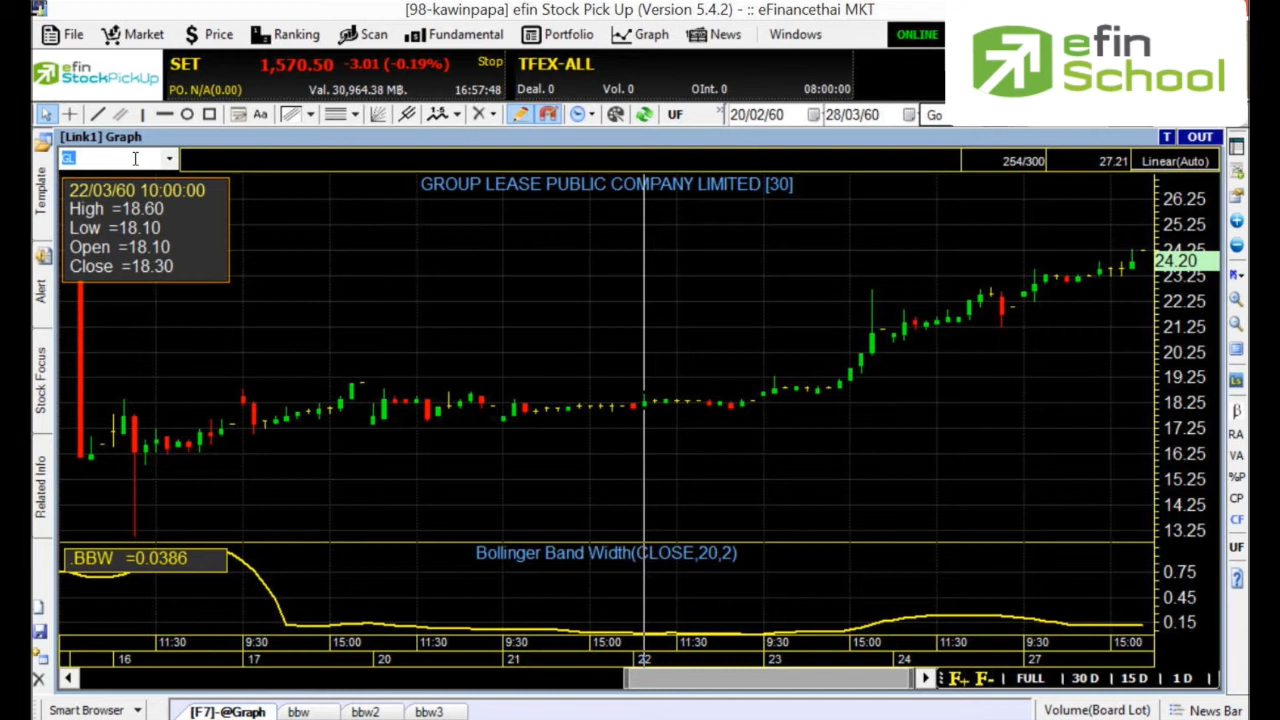 [98-kawinpapa] efin Stock Pick Up (Version 5.4.2) - :: eFinancethai MKT
File Market Price Ranking Scan Fundamental Portfolio Graph News Windows ONLINE
efin School
efin StockPickUp
SET 1,570.50 -3.01 (-0.19%) Stop TFEX-ALL
PO. N/A(0.00) Val. 30,964.38 MB. 16:57:48 Deal. 0 Vol. 0 OInt. 0 08:00:00
Aa UF 20/02/60 28/03/60 Go
[Link1] Graph T OUT
GL 254/300 27.21 Linear(Auto)
22/03/60 10:00:00
High =18.60
Low =18.10
Open =18.10
Close =18.30
GROUP LEASE PUBLIC COMPANY LIMITED [30]
26.25
25.25
24.25
24.20
23.25
22.25
21.25
20.25
19.25
18.25
17.25
16.25
15.25
14.25
13.25
Template
Alert
Stock Focus
Related Info
Ls
β
RA
VA
%P
CP
CF
UF
.BBW =0.0386
Bollinger Band Width(CLOSE,20,2)
0.75
0.45
0.15
11:30 9:30 15:00 11:30 9:30 15:00 11:30 9:30 15:00 11:30 9:30 15:00
16 17 20 21 22 23 24 27
F+ F- FULL 30 D 15 D 1 D
Smart Browser [F7]-@Graph bbw bbw2 bbw3 Volume(Board Lot) News Bar